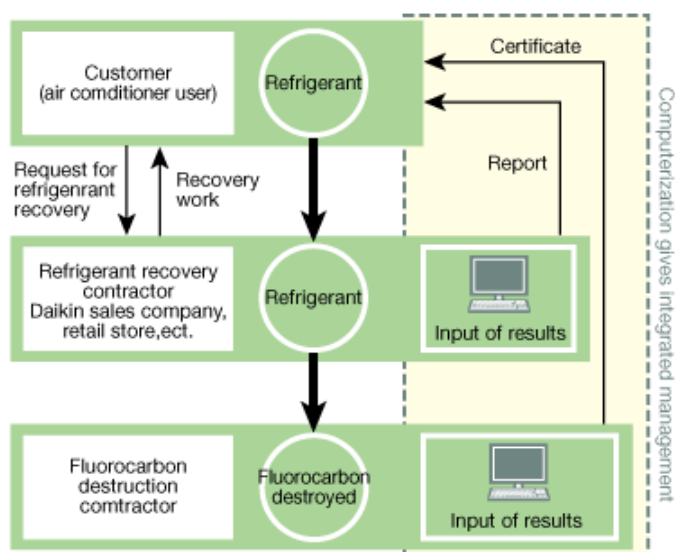 Certificate
Customer
(air comditioner user)
Refrigerant
Report
Request for
refrigenrant
recovery
Recovery
work
Refrigerant recovery
contractor
Daikin sales company,
retail store,ect.
Refrigerant
Input of results
Fluorocarbon
destruction
comtractor
Fluorocarbon
destroyed
Input of results
Computerization gives integrated management